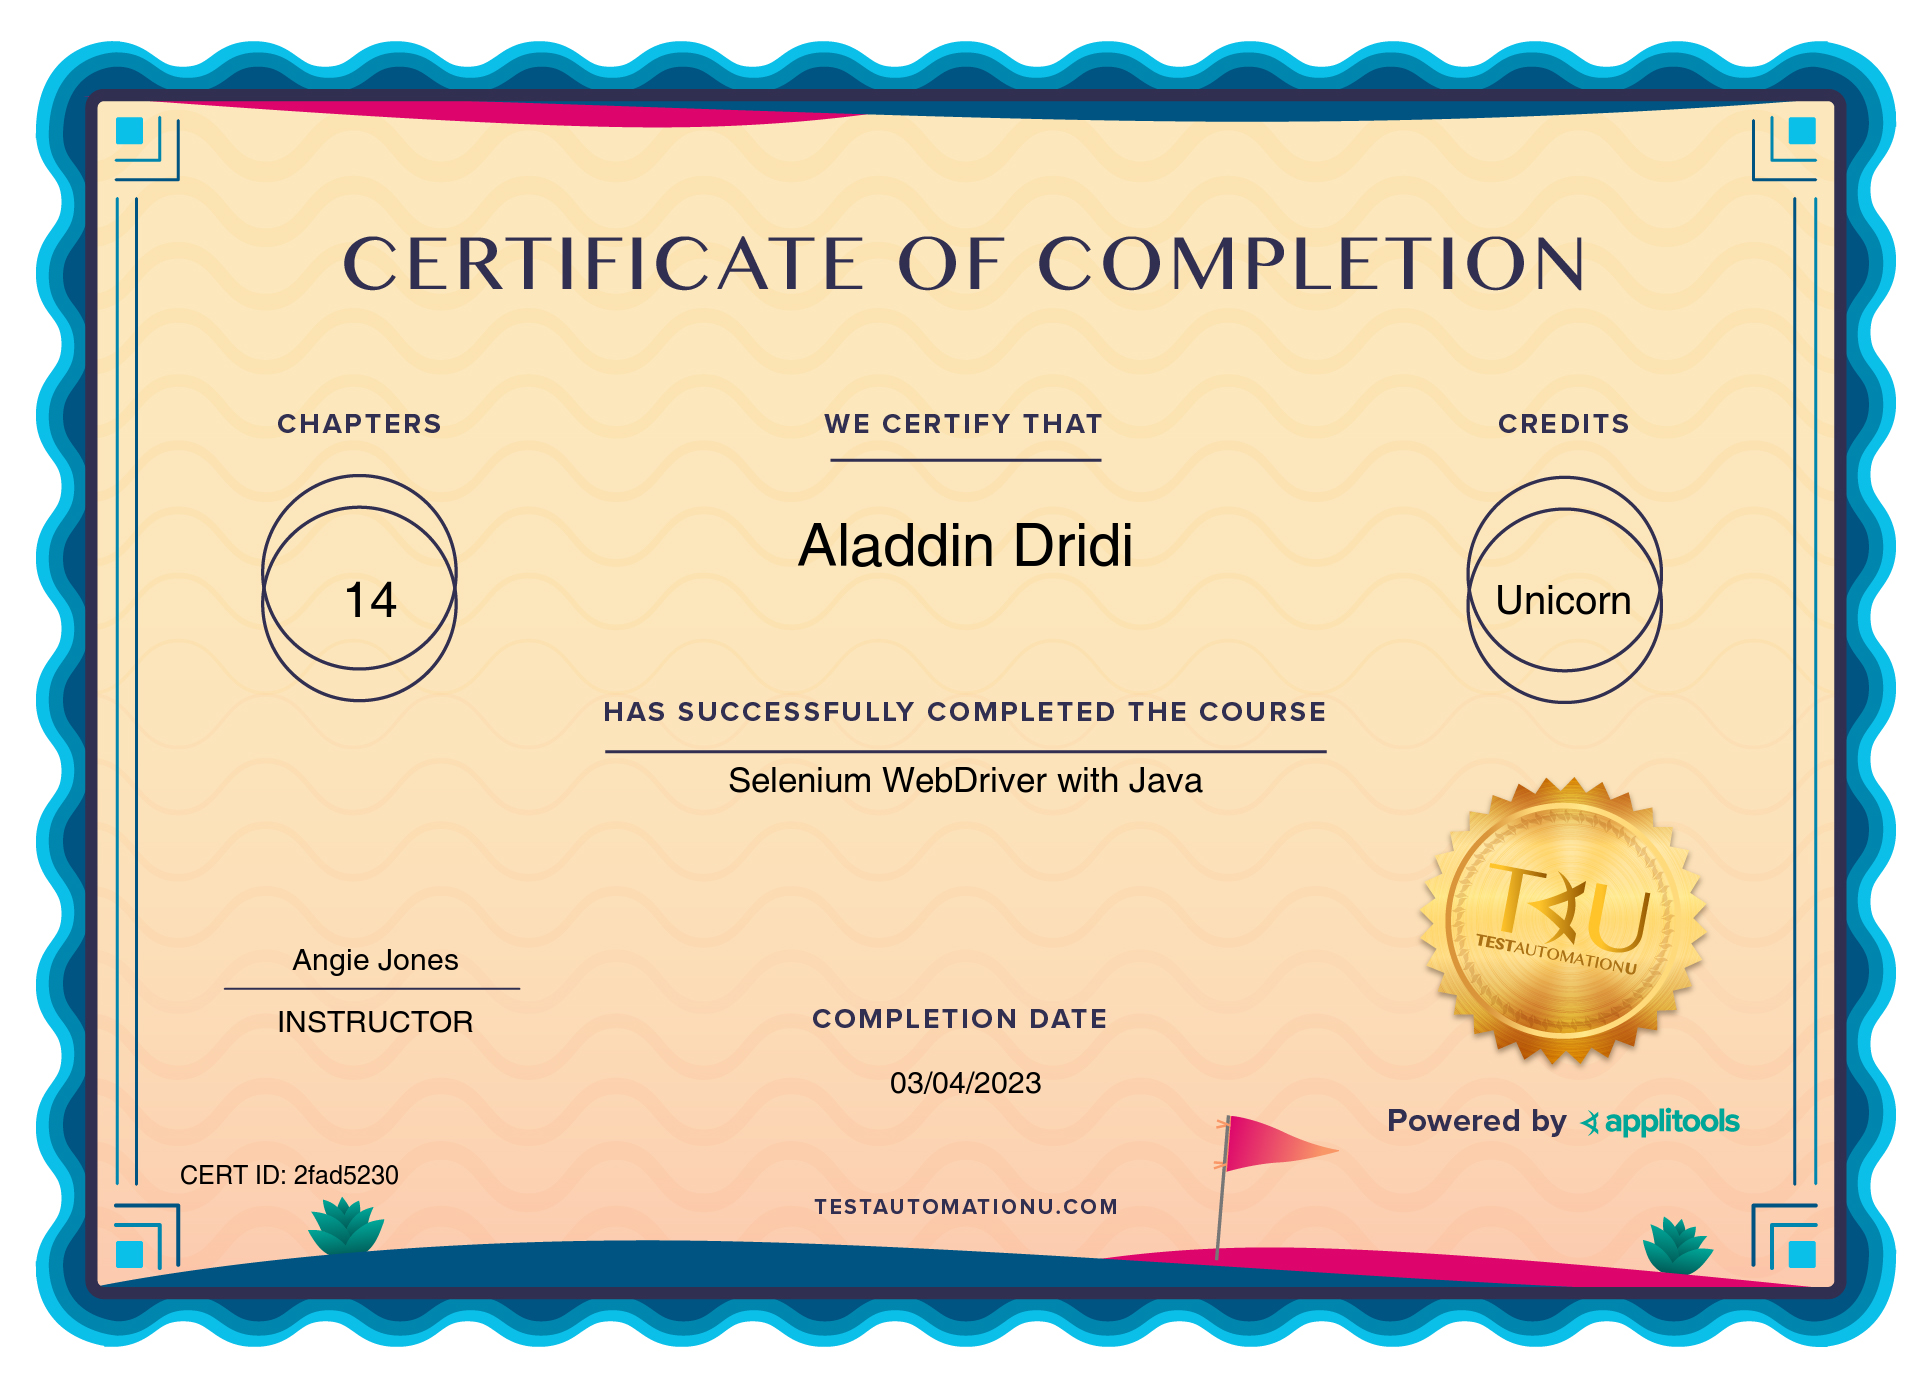 CERTIFICATE OF COMPLETION
CHAPTERS
14
WE CERTIFY THAT
Aladdin Dridi
CREDITS
Unicorn
HAS SUCCESSFULLY COMPLETED THE COURSE
Selenium WebDriver with Java
TAU
TESTAUTOMATIONU
Angie Jones
INSTRUCTOR
COMPLETION DATE
03/04/2023
Powered by applitools
CERT ID: 2fad5230
TESTAUTOMATIONU.COM